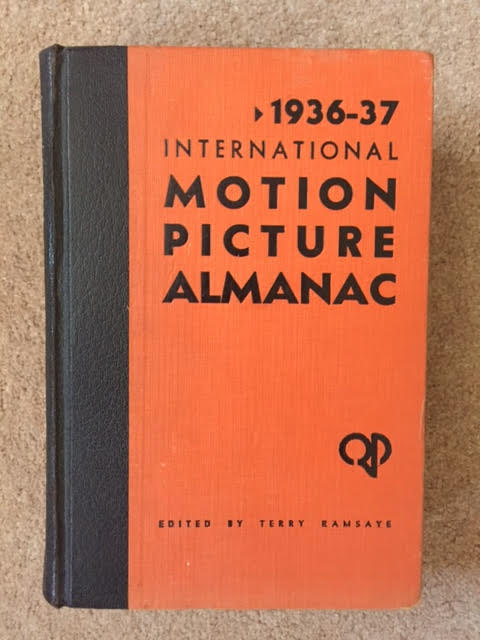 1936-37
INTERNATIONAL
MOTION
PICTURE
ALMANAC
QP
EDITED BY TERRY RAMSAYE